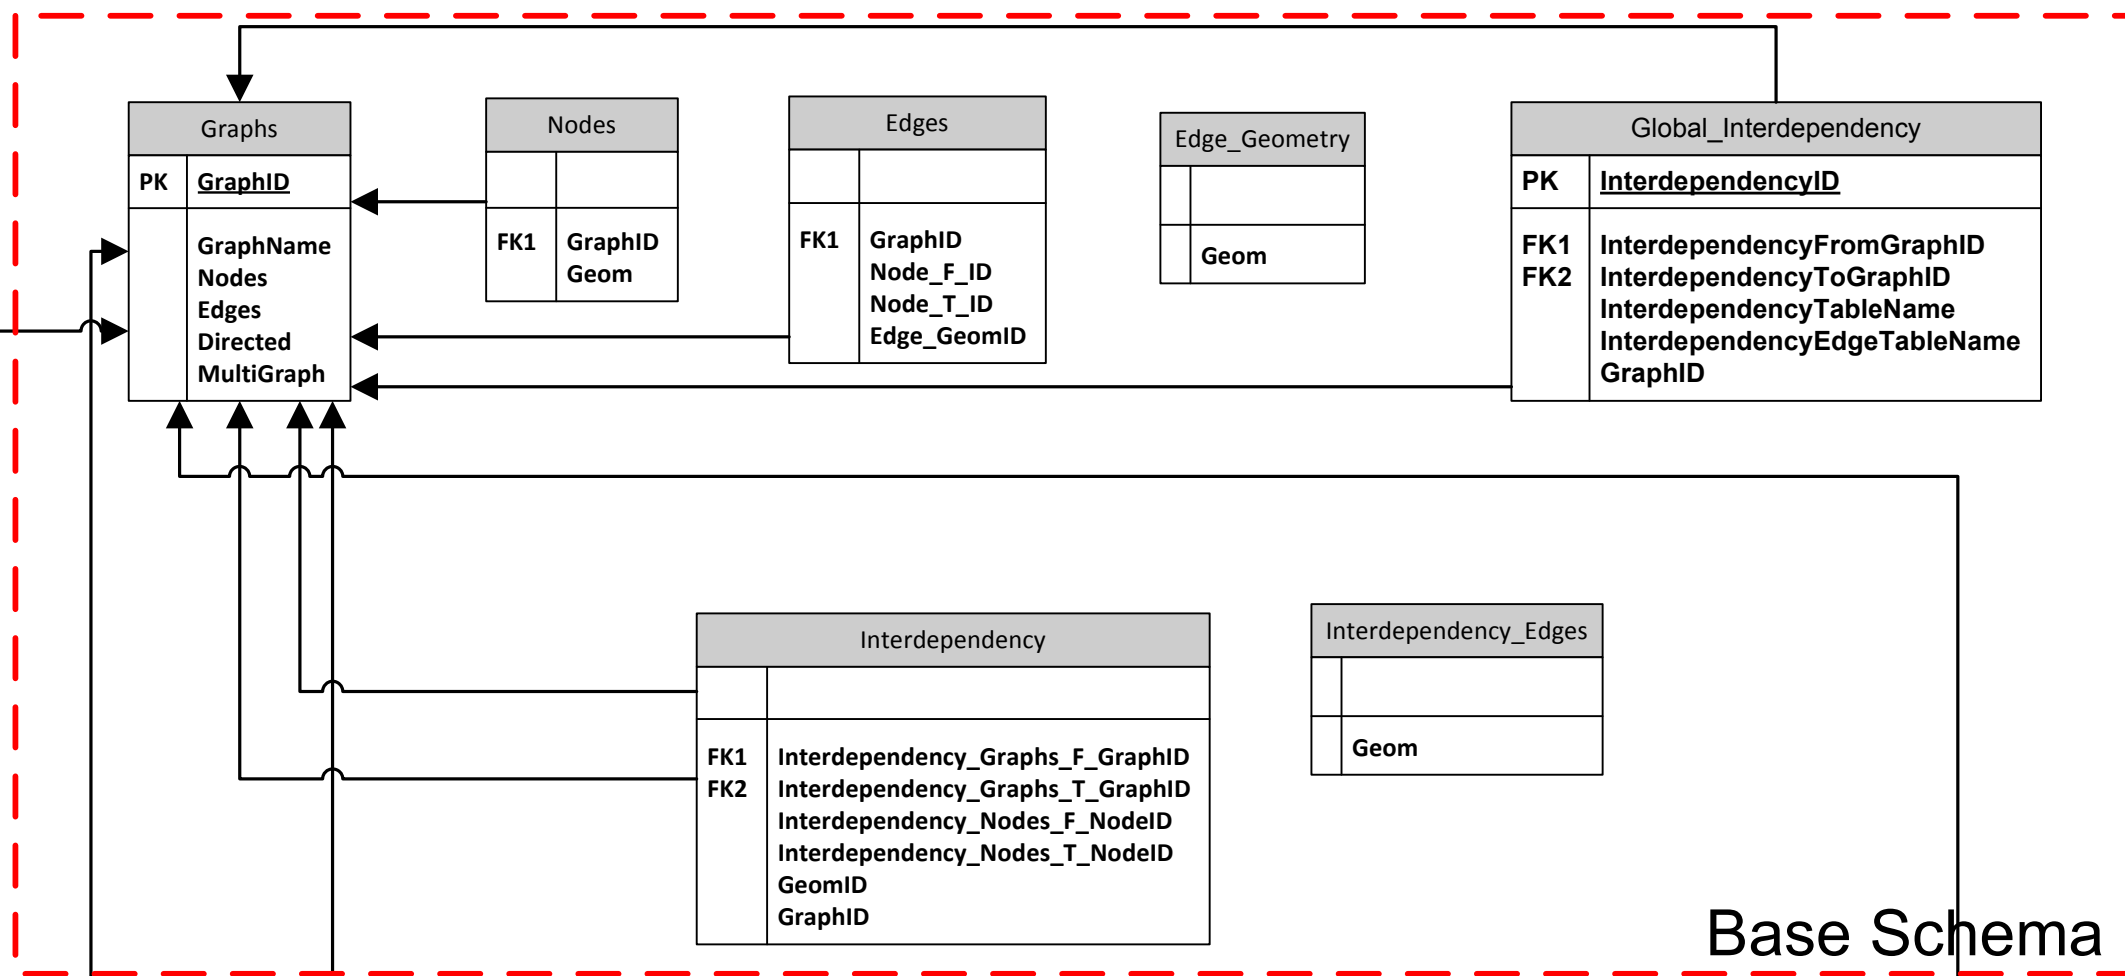 Graphs
PK GraphID
GraphName
Nodes
Edges
Directed
MultiGraph
Nodes
FK1 GraphID
Geom
Edges
FK1 GraphID
Node_F_ID
Node_T_ID
Edge_GeomID
Edge_Geometry
Geom
Global_Interdependency
PK InterdependencyID
FK1 InterdependencyFromGraphID
FK2 InterdependencyToGraphID
InterdependencyTableName
InterdependencyEdgeTableName
GraphID
Interdependency
FK1 Interdependency_Graphs_F_GraphID
FK2 Interdependency_Graphs_T_GraphID
Interdependency_Nodes_F_NodeID
Interdependency_Nodes_T_NodeID
GeomID
GraphID
Interdependency_Edges
Geom
Base Schema